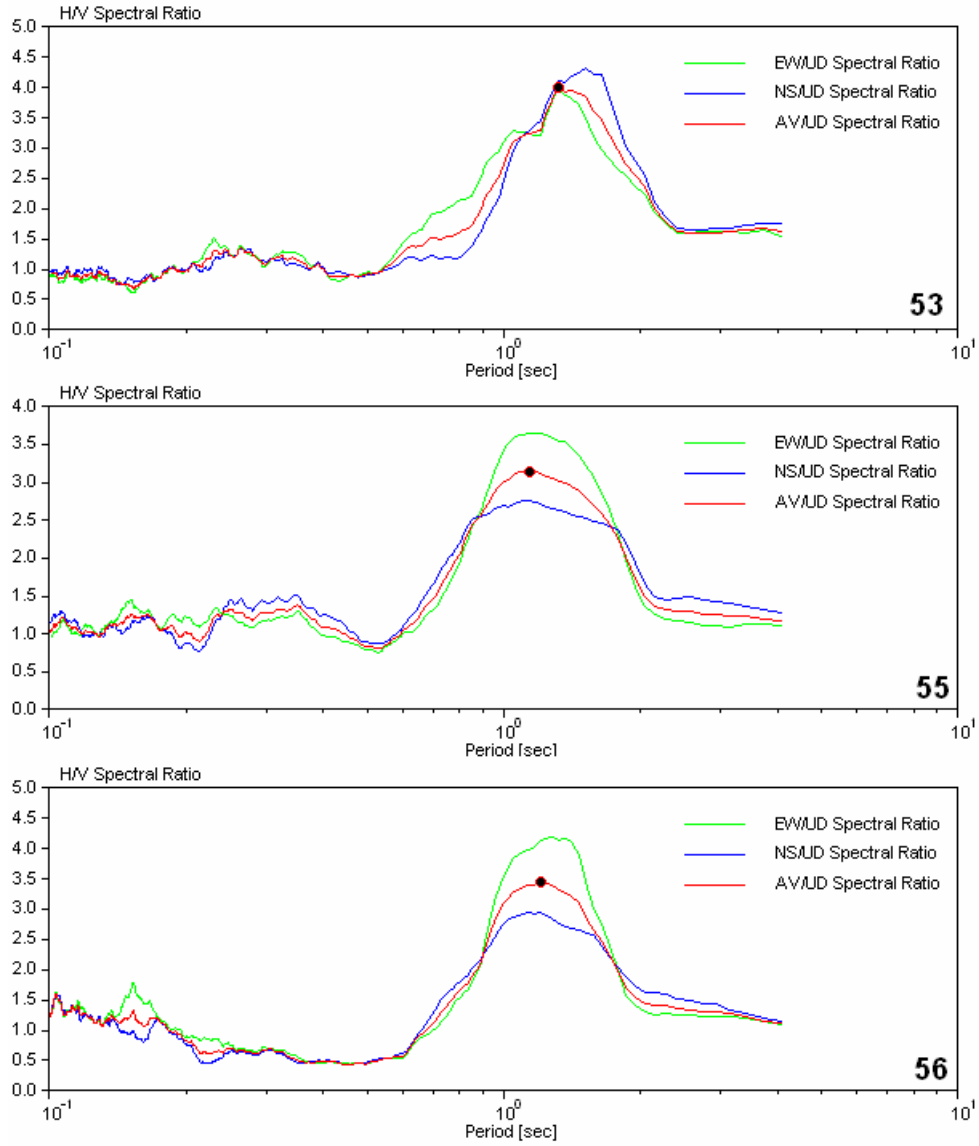 H/V Spectral Ratio
5.0
4.5
4.0
3.5
3.0
2.5
2.0
1.5
1.0
0.5
0.0
EW/UD Spectral Ratio
NS/UD Spectral Ratio
AV/UD Spectral Ratio
53
10⁻¹ 10⁰ 10¹
Period [sec]
H/V Spectral Ratio
4.0
3.5
3.0
2.5
2.0
1.5
1.0
0.5
0.0
EW/UD Spectral Ratio
NS/UD Spectral Ratio
AV/UD Spectral Ratio
55
10⁻¹ 10⁰ 10¹
Period [sec]
H/V Spectral Ratio
5.0
4.5
4.0
3.5
3.0
2.5
2.0
1.5
1.0
0.5
0.0
EW/UD Spectral Ratio
NS/UD Spectral Ratio
AV/UD Spectral Ratio
56
10⁻¹ 10⁰ 10¹
Period [sec]